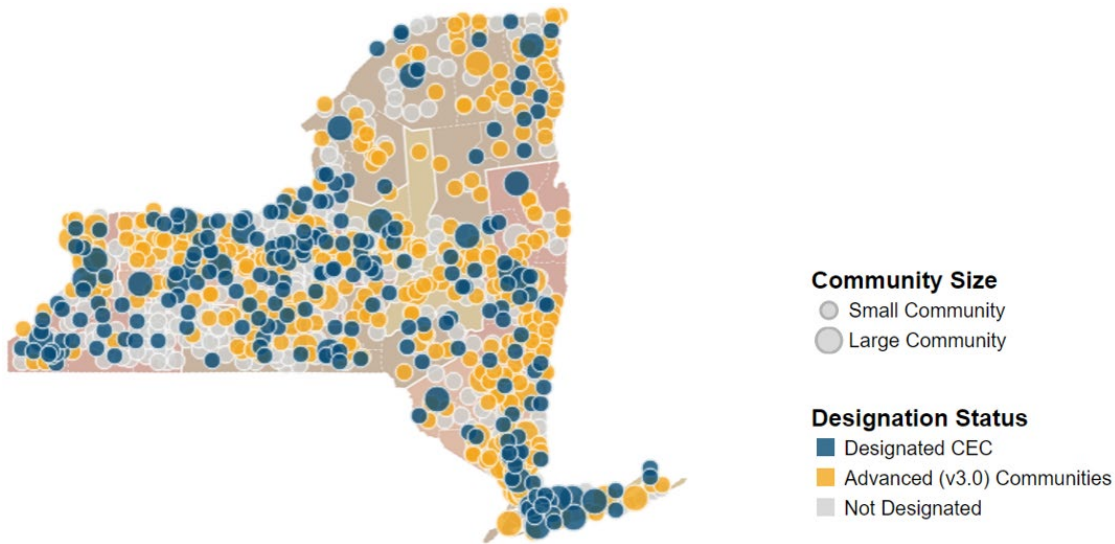 Community Size
Small Community
Large Community
Designation Status
Designated CEC
Advanced (v3.0) Communities
Not Designated